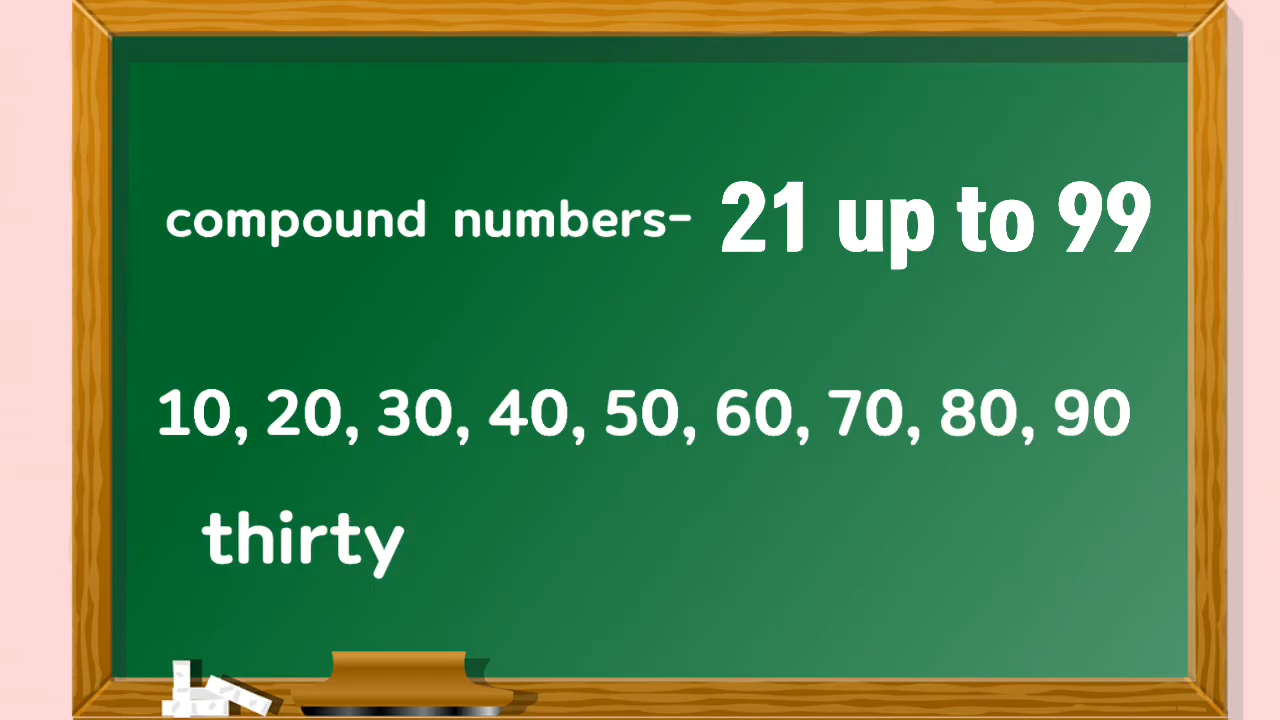 compound numbers- 21 up to 99
10, 20, 30, 40, 50, 60, 70, 80, 90
thirty